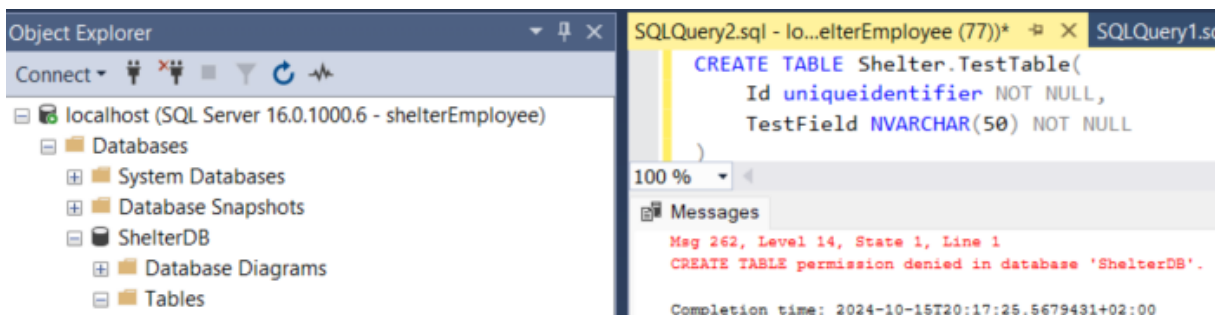 Object Explorer
Connect
localhost (SQL Server 16.0.1000.6 - shelterEmployee)
Databases
System Databases
Database Snapshots
ShelterDB
Database Diagrams
Tables
SQLQuery2.sql - lo...elterEmployee (77))* SQLQuery1.s
CREATE TABLE Shelter.TestTable(
Id uniqueidentifier NOT NULL,
TestField NVARCHAR(50) NOT NULL
)
100 %
Messages
Msg 262, Level 14, State 1, Line 1
CREATE TABLE permission denied in database 'ShelterDB'.
Completion time: 2024-10-15T20:17:25.5679431+02:00